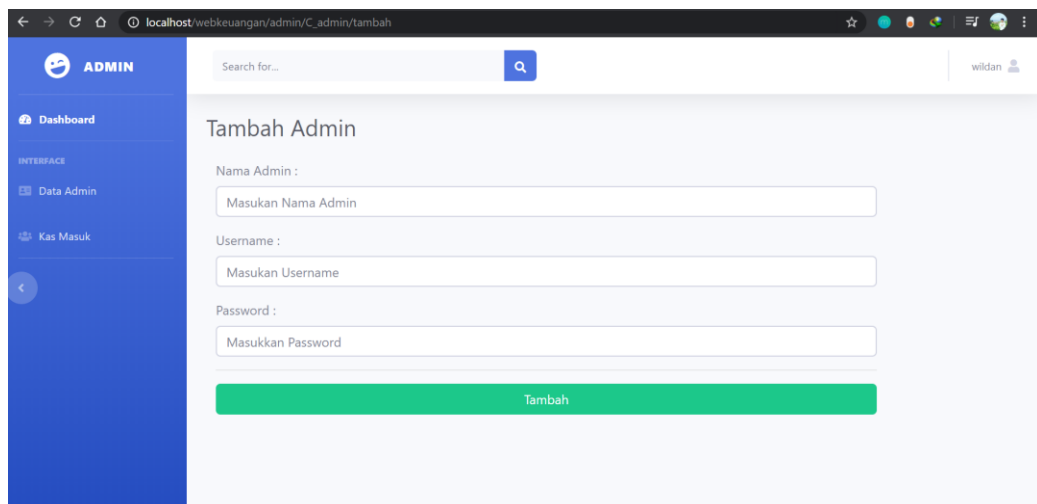 localhost/webkeuangan/admin/C_admin/tambah
ADMIN
Search for...
wildan
Dashboard
Tambah Admin
INTERFACE
Nama Admin :
Data Admin
Masukan Nama Admin
Kas Masuk
Username :
Masukan Username
Password :
Masukkan Password
Tambah